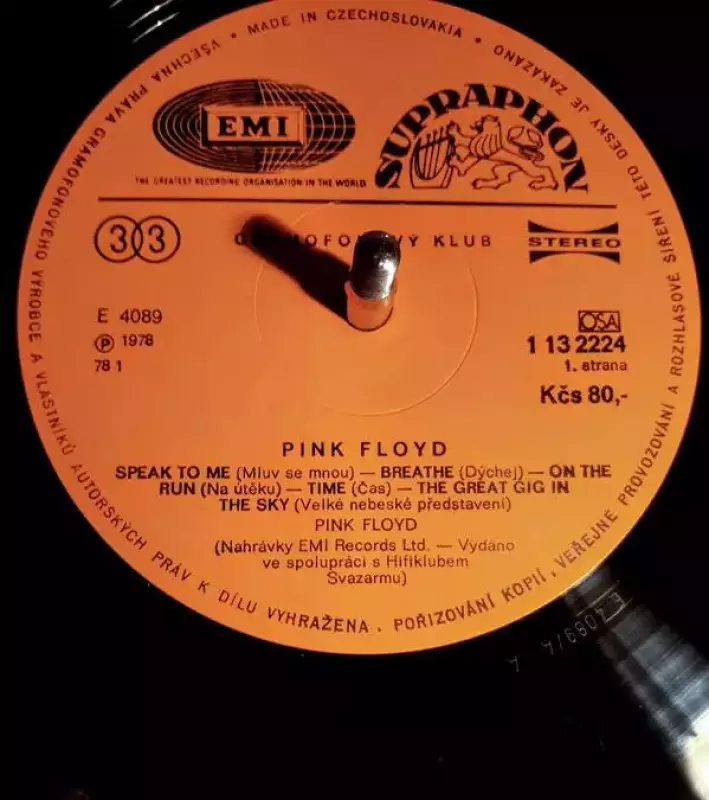 VŠECHNA PRÁVA GRAMOFONOVÉHO VÝROBCE A VLASTNÍKŮ AUTORSKÝCH PRÁV K DÍLU VYHRAŽENA . POŘIZOVÁNÍ KOPIÍ, VEŘEJNÉ PROVOZOVÁNÍ A ROZHLASOVÉ ŠÍŘENÍ TÉTO DESKY JE ZAKÁZÁNO
• MADE IN CZECHOSLOVAKIA •
EMI
SUPRAPHON
THE GREATEST RECORDING ORGANISATION IN THE WORLD
33
KLUB
STEREO
E 4089
Ⓟ 1978
78 1
OSA
1 13 2224
1. strana
Kčs 80,-
PINK FLOYD
SPEAK TO ME (Mluv se mnou) — BREATHE (Dýchej) — ON THE
RUN (Na útěku) — TIME (Čas) — THE GREAT GIG IN
THE SKY (Velké nebeské představení)
PINK FLOYD
(Nahrávky EMI Records Ltd. — Vydáno
ve spolupráci s Hifiklubem
Svazarmu)